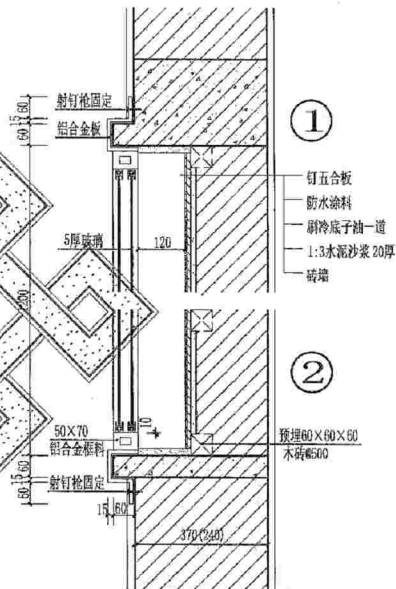 射钉枪固定
60
15
60
铝合金板
①
钉五合板
防水涂料
刷冷底子油一道
1:3水泥沙浆 20厚
砖墙
5厚玻璃
120
②
10
50×70
铝合金框料
预埋60×60×60
木砖@500
60
15
60
射钉枪固定
15 60
370(240)